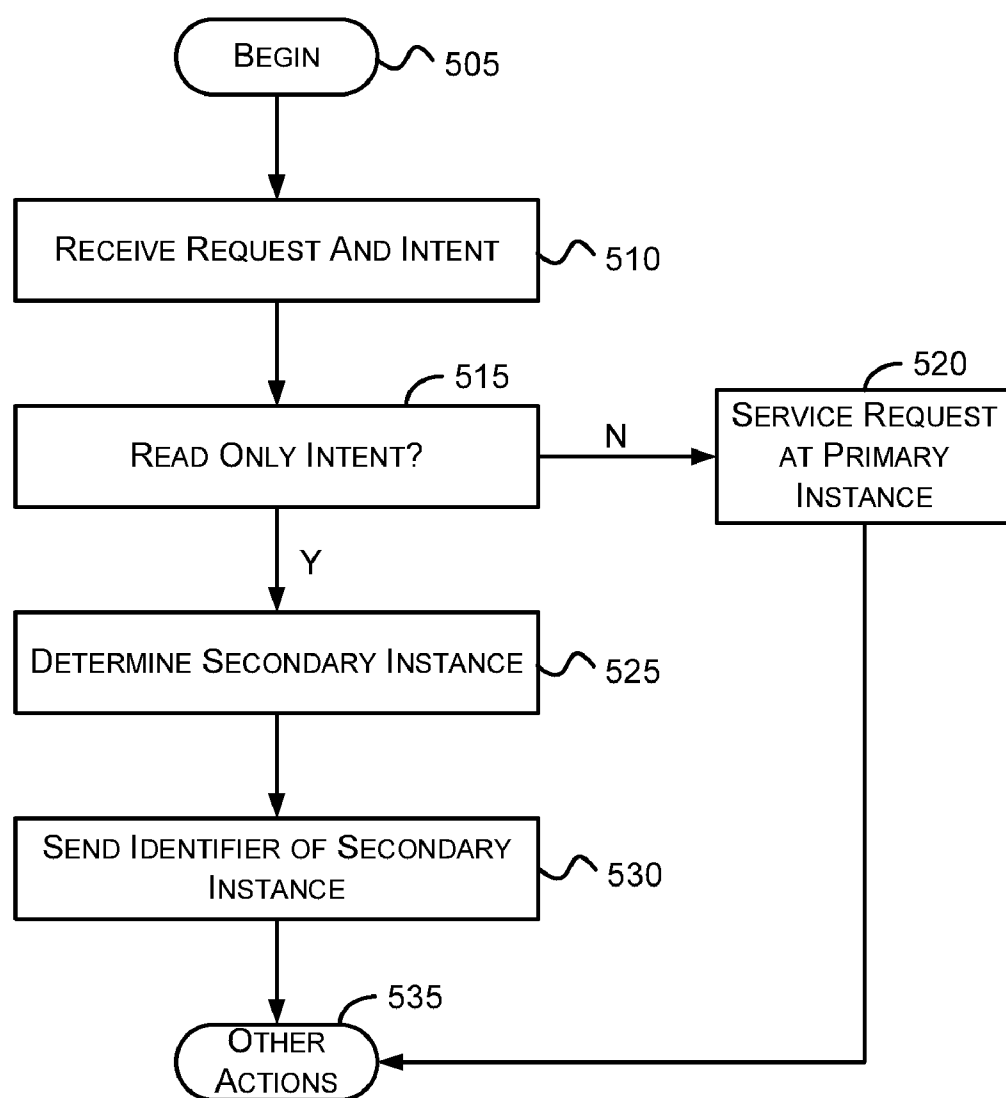 BEGIN
505
RECEIVE REQUEST AND INTENT
510
515
READ ONLY INTENT?
N
520
SERVICE REQUEST
AT PRIMARY
INSTANCE
Y
DETERMINE SECONDARY INSTANCE
525
SEND IDENTIFIER OF SECONDARY
INSTANCE
530
535
OTHER
ACTIONS